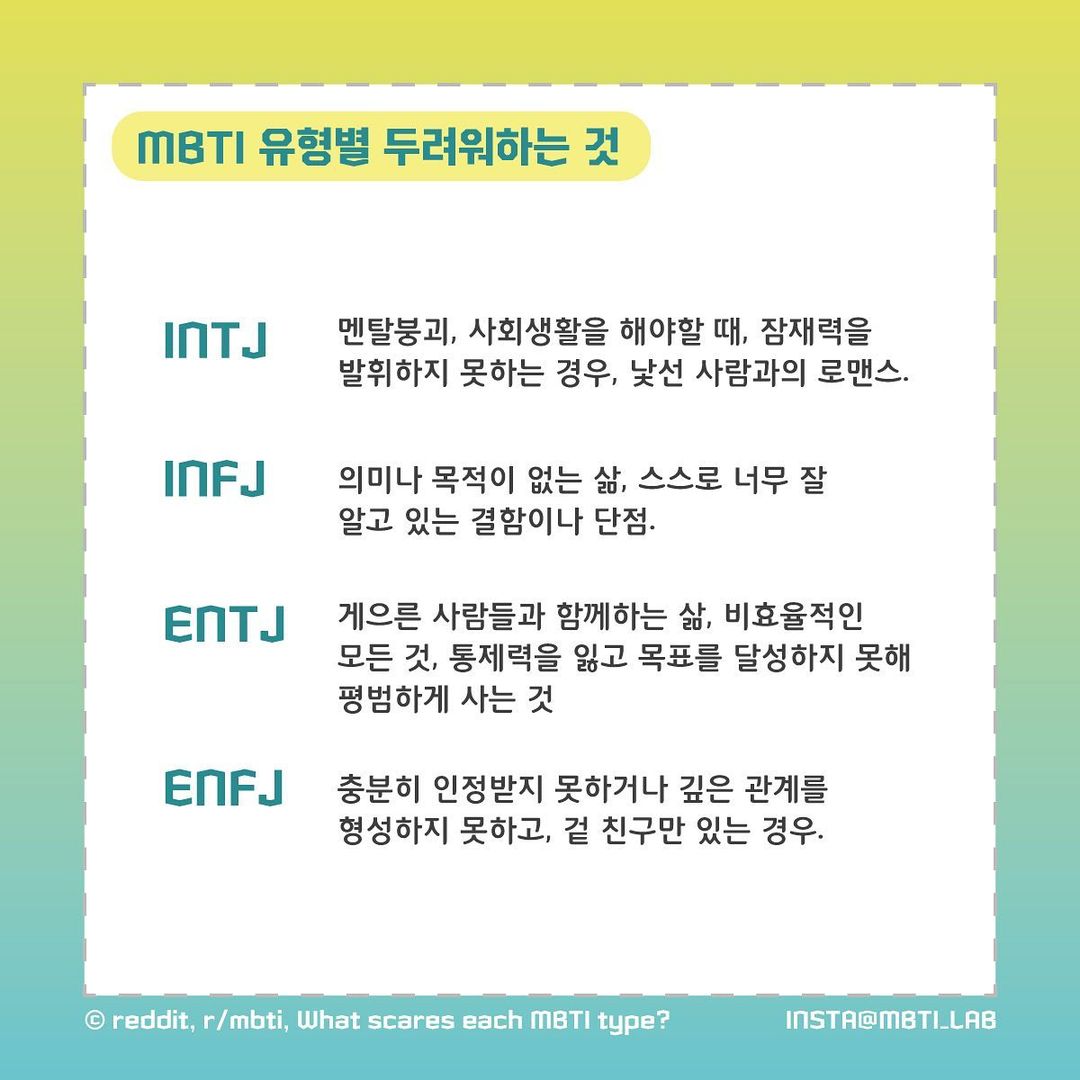 MBTI 유형별 두려워하는 것
INTJ
멘탈붕괴, 사회생활을 해야할 때, 잠재력을
발휘하지 못하는 경우, 낯선 사람과의 로맨스.
INFJ
의미나 목적이 없는 삶, 스스로 너무 잘
알고 있는 결함이나 단점.
ENTJ
게으른 사람들과 함께하는 삶, 비효율적인
모든 것, 통제력을 잃고 목표를 달성하지 못해
평범하게 사는 것
ENFJ
충분히 인정받지 못하거나 깊은 관계를
형성하지 못하고, 겉 친구만 있는 경우.
© reddit, r/mbti, What scares each MBTI type?
INSTA@MBTI_LAB